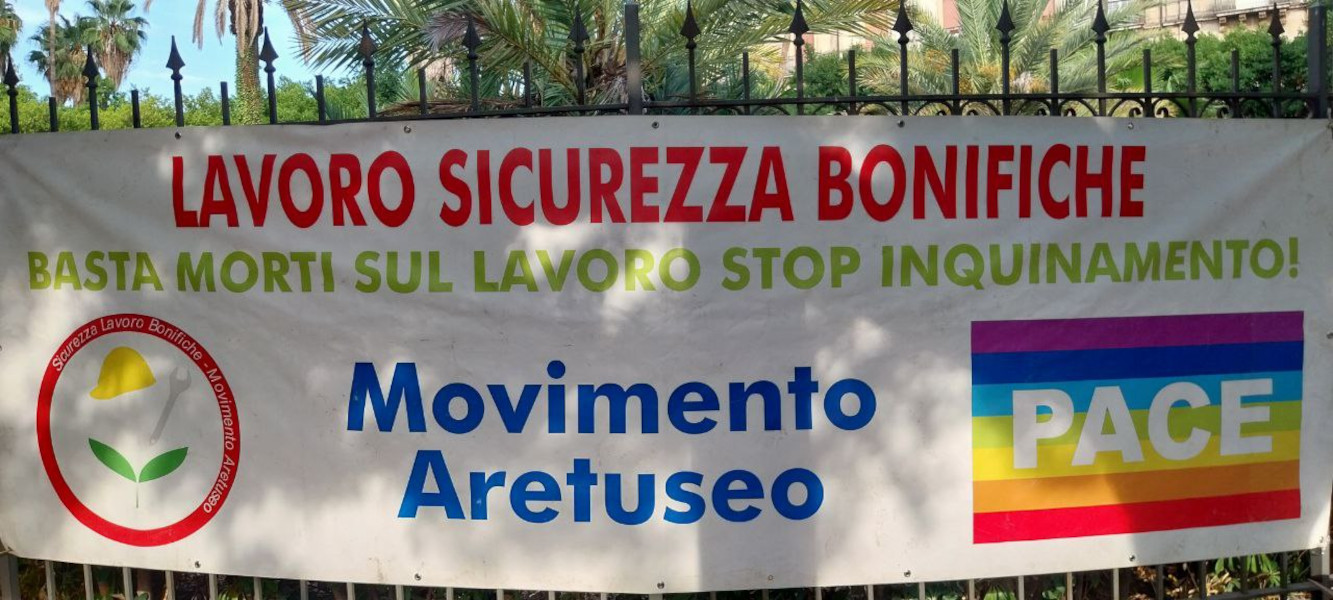 LAVORO SICUREZZA BONIFICHE
BASTA MORTI SUL LAVORO STOP INQUINAMENTO!
Sicurezza Lavoro Bonifiche - Movimento Aretuseo
Movimento
Aretuseo
PACE